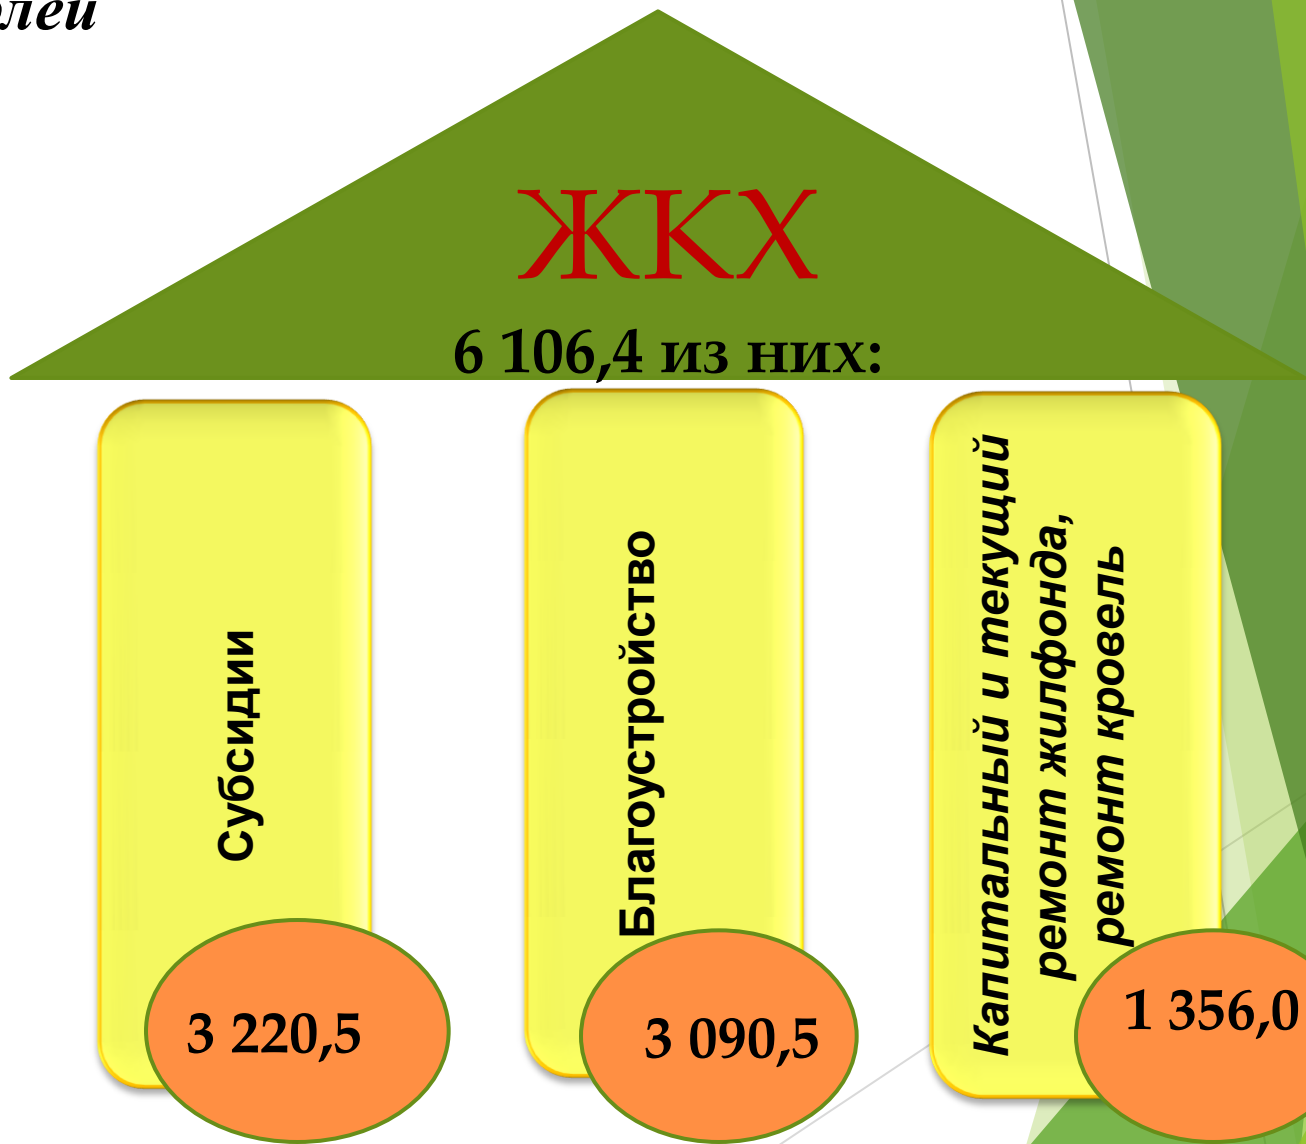 ЖКХ
6 106,4 из них:
Субсидии
Благоустройство
Капитальный и текущий
ремонт жилфонда,
ремонт кровель
3 220,5
3 090,5
1 356,0